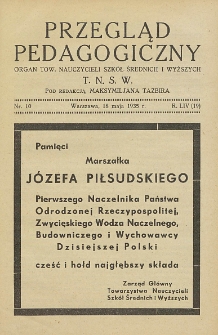 PRZEGLĄD
PEDAGOGICZNY
ORGAN TOW. NAUCZYCIELI SZKÓŁ ŚREDNICH I WYŻSZYCH
T. N. S. W.
POD REDAKCJĄ MAKSYMILJANA TAZBIRA
Nr. 10 Warszawa, 18 maja 1935 r. R. LIV (19)
Pamięci
Marszałka
JÓZEFA PIŁSUDSKIEGO
Pierwszego Naczelnika Państwa
Odrodzonej Rzeczypospolitej,
Zwycięskiego Wodza Naczelnego,
Budowniczego i Wychowawcy
Dzisiejszej Polski
cześć i hołd najgłębszy składa
Zarząd Główny
Towarzystwa Nauczycieli
Szkół Średnich i Wyższych